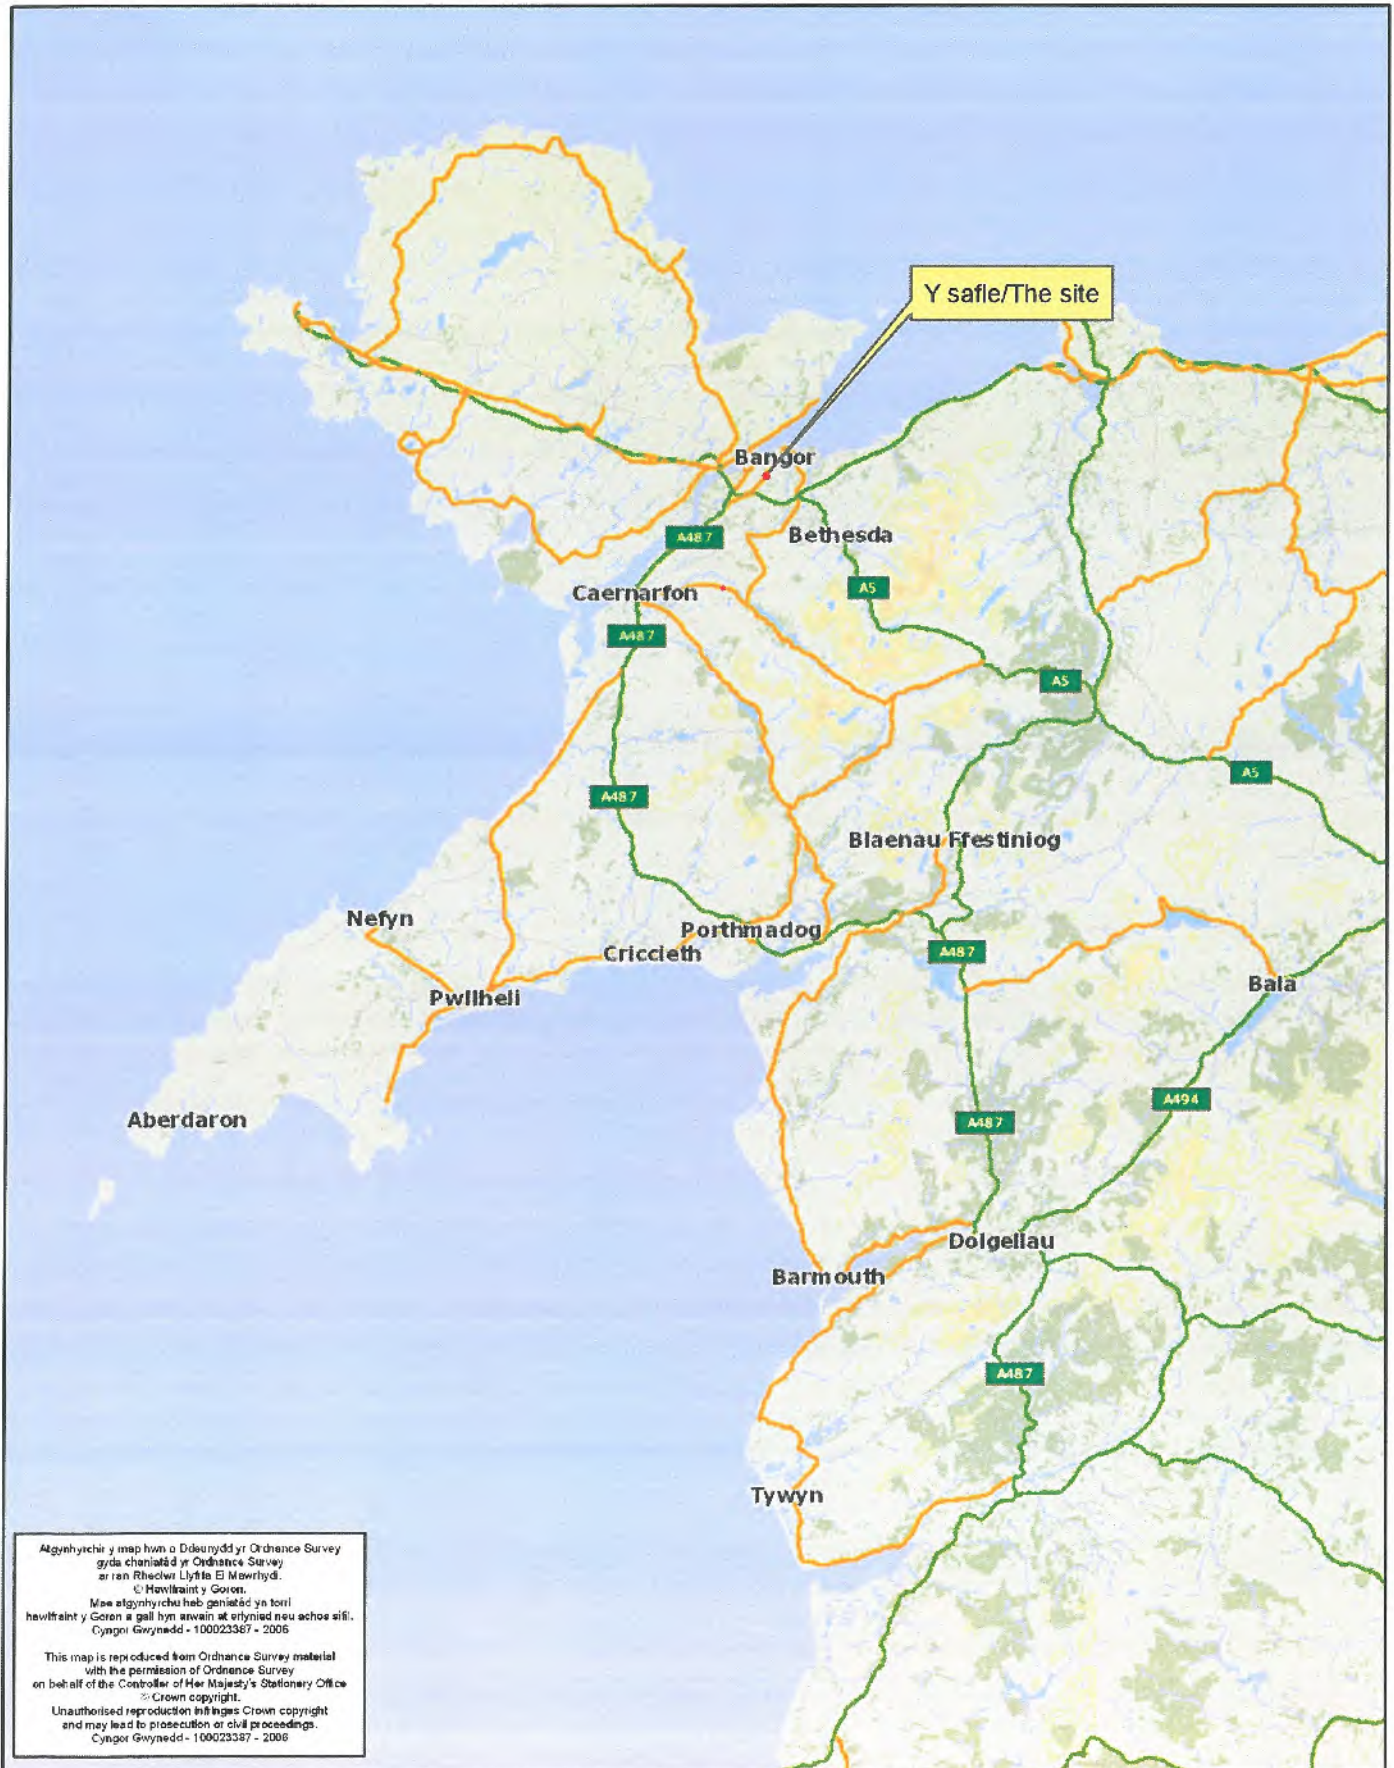 Y safle/The site
Bangor
A487
Bethesda
Caernarfon
A5
A487
A5
A5
A487
Blaenau Ffestiniog
Nefyn
Porthmadog
Criccieth
A487
Pwllheli
Bala
A494
Aberdaron
A487
Dolgellau
Barmouth
A487
Tywyn
Atgynhyrchir y map hwn o Ddeunydd yr Ordnance Survey
gyda chaniatâd yr Ordnance Survey
ar ran Rheolwr Llyfrfa Ei Mawrhydi.
© Hawlfraint y Goron.
Mae atgynhyrchu heb ganiatâd yn torri
hawlfraint y Goron a gall hyn arwain at erlyniad neu achos sifil.
Cyngor Gwynedd - 100023387 - 2006
This map is reproduced from Ordnance Survey material
with the permission of Ordnance Survey
on behalf of the Controller of Her Majesty's Stationery Office
© Crown copyright.
Unauthorised reproduction infringes Crown copyright
and may lead to prosecution or civil proceedings.
Cyngor Gwynedd - 100023387 - 2006